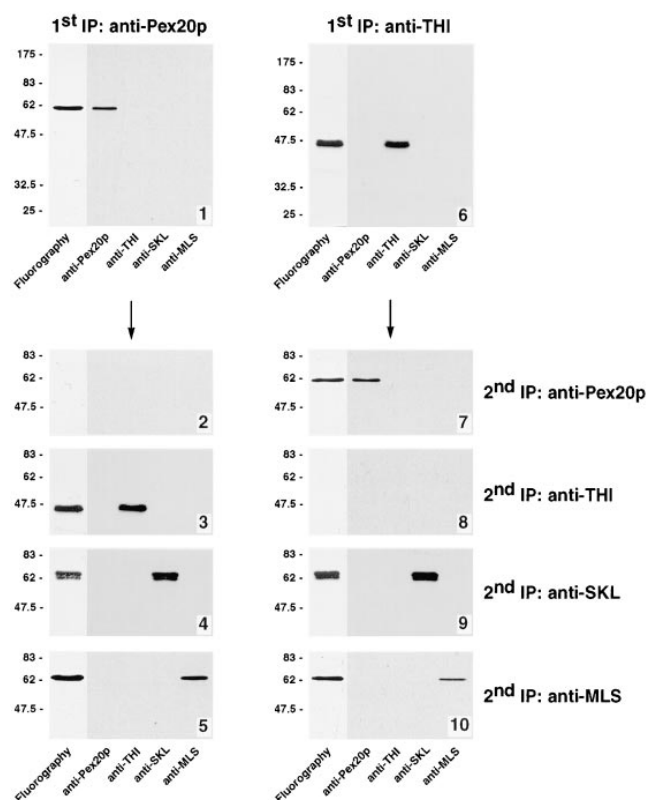 1st IP: anti-Pex20p
1st IP: anti-THI
175 -
83 -
62 -
47.5 -
32.5 -
25 -
1
Fluorography
anti-Pex20p
anti-THI
anti-SKL
anti-MLS
175 -
83 -
62 -
47.5 -
32.5 -
25 -
6
Fluorography
anti-Pex20p
anti-THI
anti-SKL
anti-MLS
83 -
62 -
47.5 -
2
83 -
62 -
47.5 -
7
2nd IP: anti-Pex20p
83 -
62 -
47.5 -
3
83 -
62 -
47.5 -
8
2nd IP: anti-THI
83 -
62 -
47.5 -
4
83 -
62 -
47.5 -
9
2nd IP: anti-SKL
83 -
62 -
47.5 -
5
83 -
62 -
47.5 -
10
2nd IP: anti-MLS
Fluorography
anti-Pex20p
anti-THI
anti-SKL
anti-MLS
Fluorography
anti-Pex20p
anti-THI
anti-SKL
anti-MLS